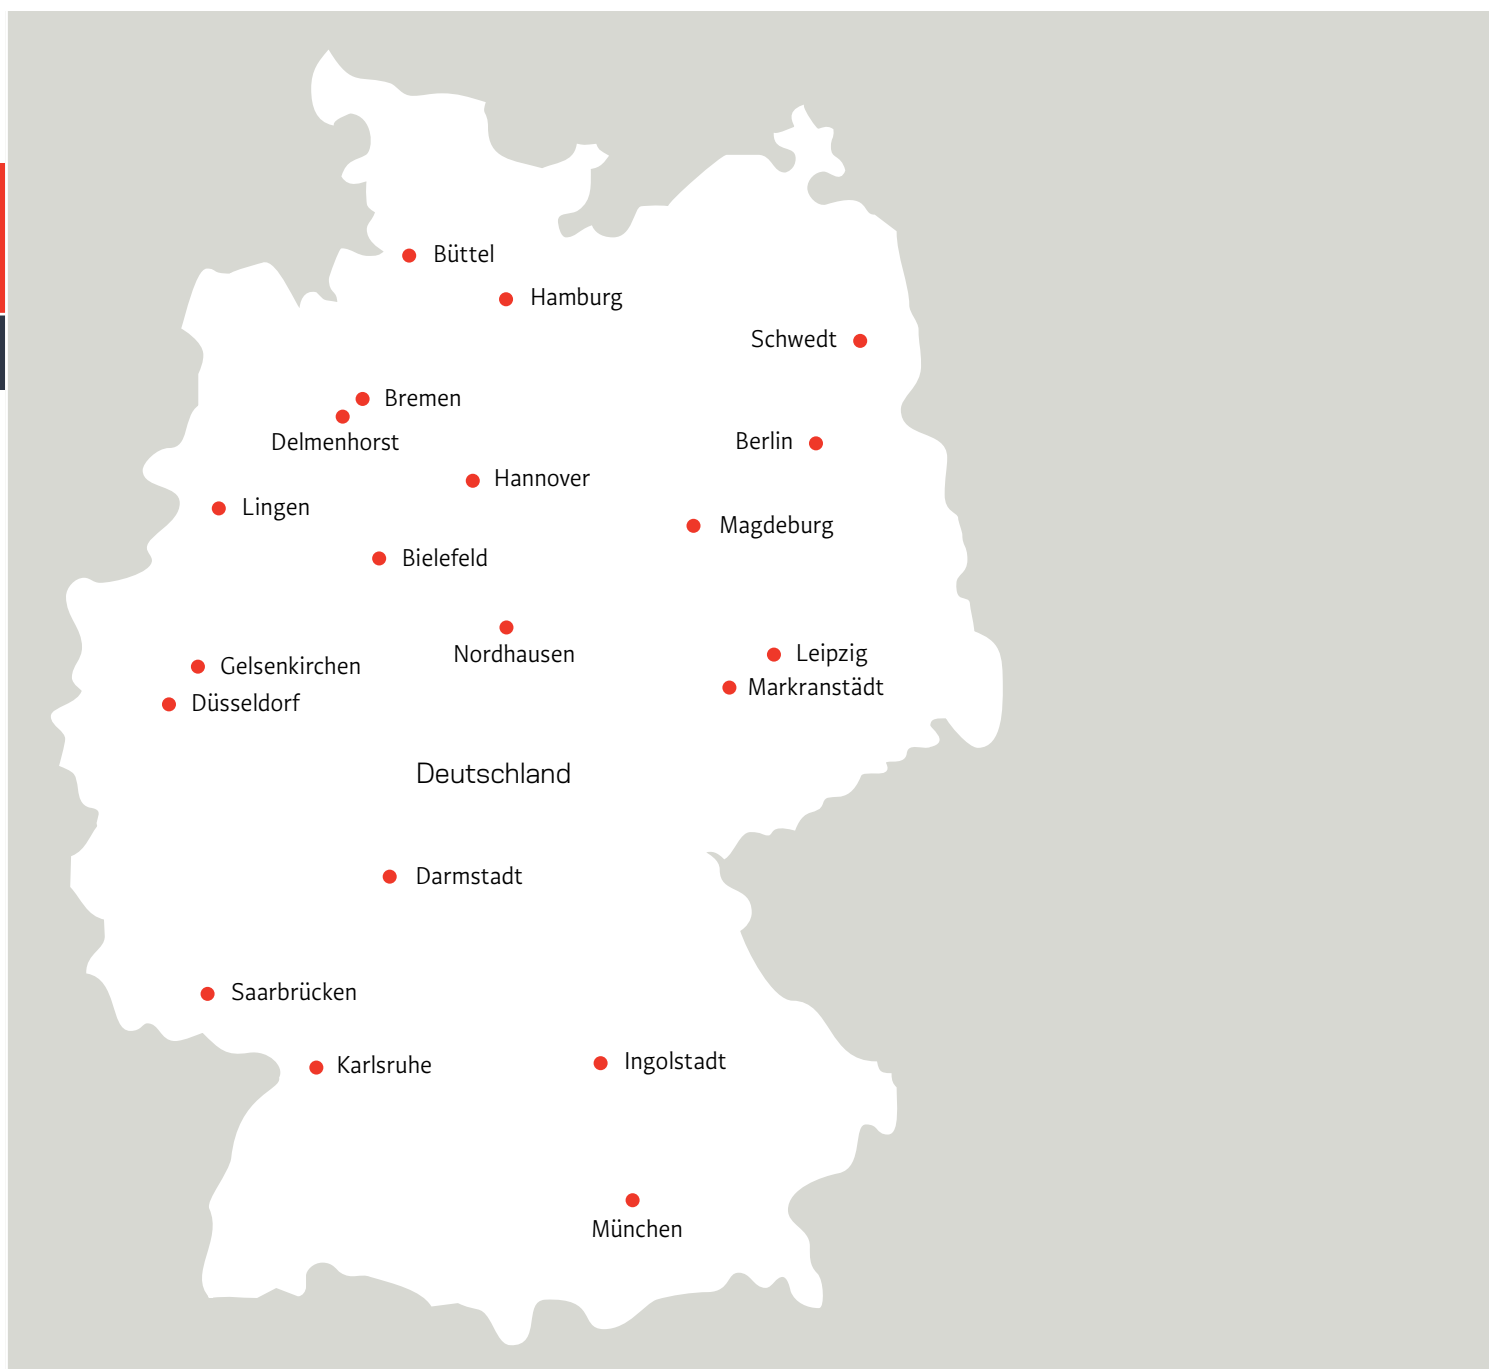 Büttel
Hamburg
Schwedt
Bremen
Delmenhorst
Berlin
Hannover
Lingen
Magdeburg
Bielefeld
Nordhausen
Leipzig
Gelsenkirchen
Markranstädt
Düsseldorf
Deutschland
Darmstadt
Saarbrücken
Ingolstadt
Karlsruhe
München